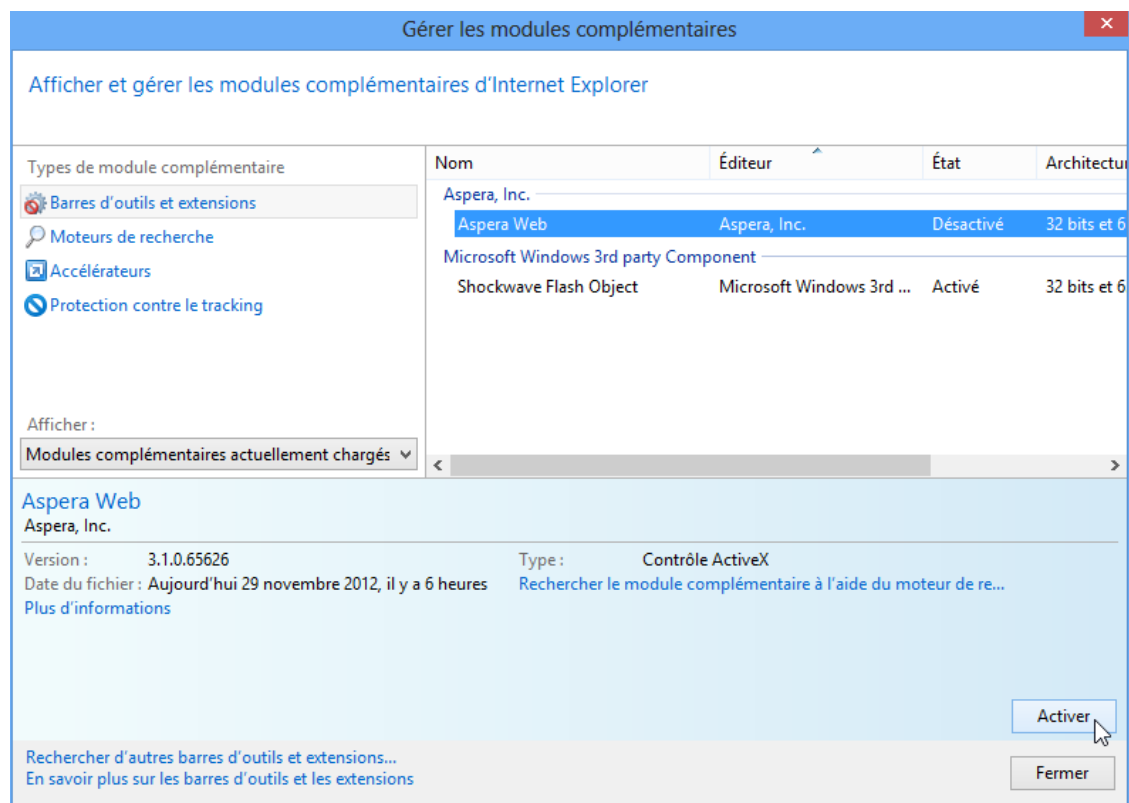 Gérer les modules complémentaires
Afficher et gérer les modules complémentaires d'Internet Explorer
Types de module complémentaire
Barres d'outils et extensions
Moteurs de recherche
Accélérateurs
Protection contre le tracking
Afficher :
Modules complémentaires actuellement chargés
Nom Éditeur État Architectu
Aspera, Inc.
Aspera Web Aspera, Inc. Désactivé 32 bits et 6
Microsoft Windows 3rd party Component
Shockwave Flash Object Microsoft Windows 3rd ... Activé 32 bits et 6
Aspera Web
Aspera, Inc.
Version : 3.1.0.65626 Type : Contrôle ActiveX
Date du fichier : Aujourd'hui 29 novembre 2012, il y a 6 heures Rechercher le module complémentaire à l'aide du moteur de re...
Plus d'informations
Activer
Rechercher d'autres barres d'outils et extensions...
En savoir plus sur les barres d'outils et les extensions
Fermer